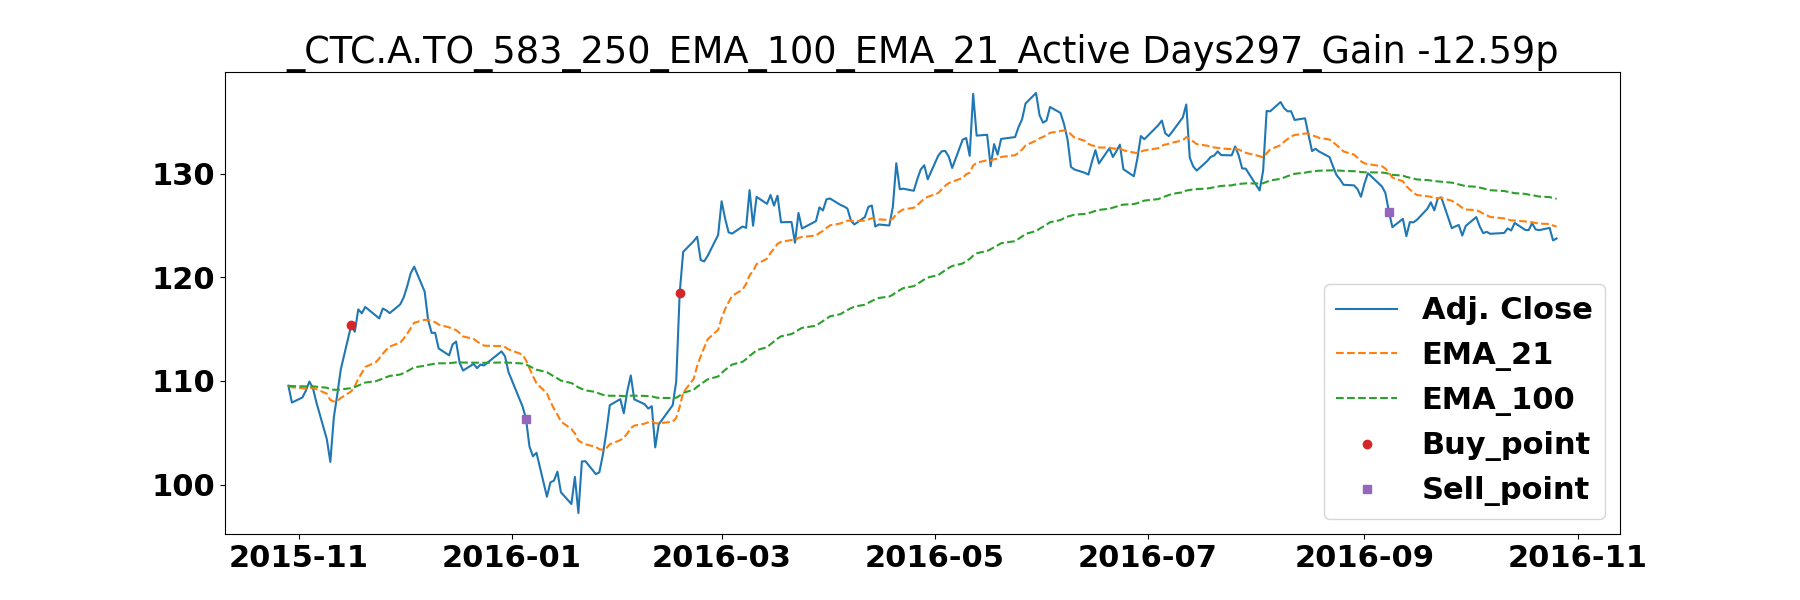 _CTC.A.TO_583_250_EMA_100_EMA_21_Active Days297_Gain -12.59p
130
120
110
100
Adj. Close
EMA_21
EMA_100
Buy_point
Sell_point
2015-11 2016-01 2016-03 2016-05 2016-07 2016-09 2016-11